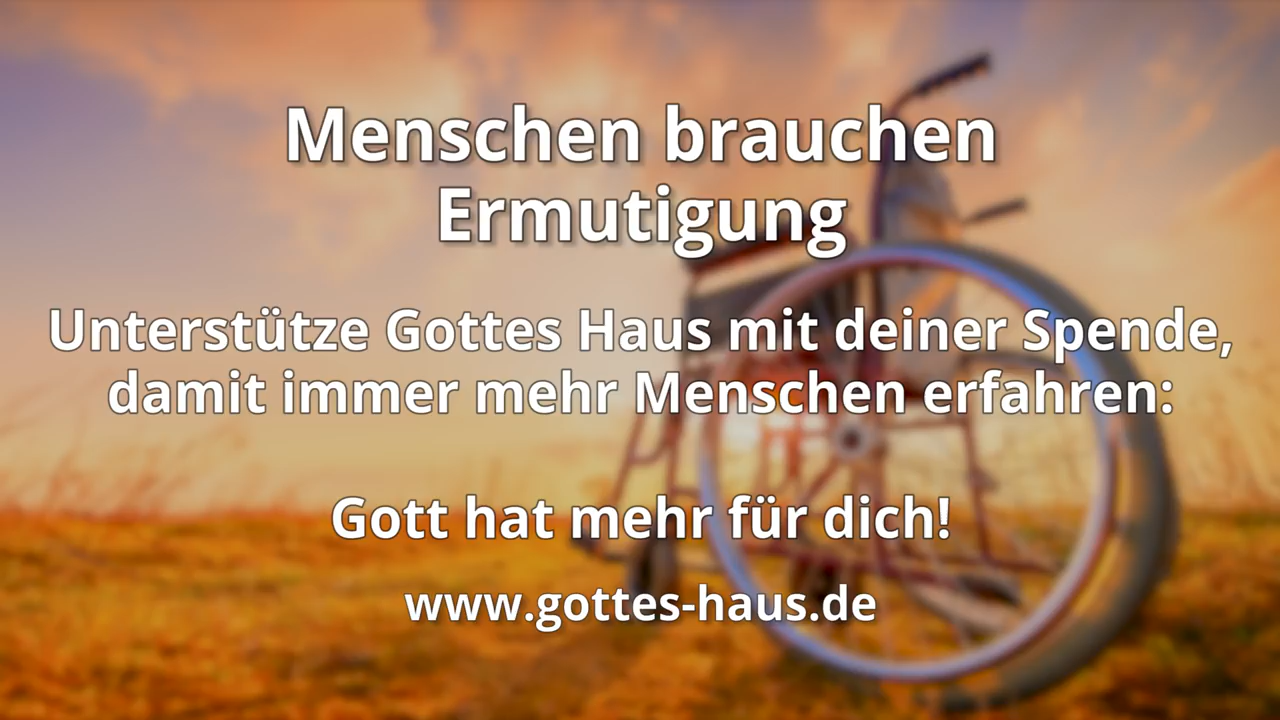 Menschen brauchen
Ermutigung
Unterstütze Gottes Haus mit deiner Spende,
damit immer mehr Menschen erfahren:
Gott hat mehr für dich!
www.gottes-haus.de